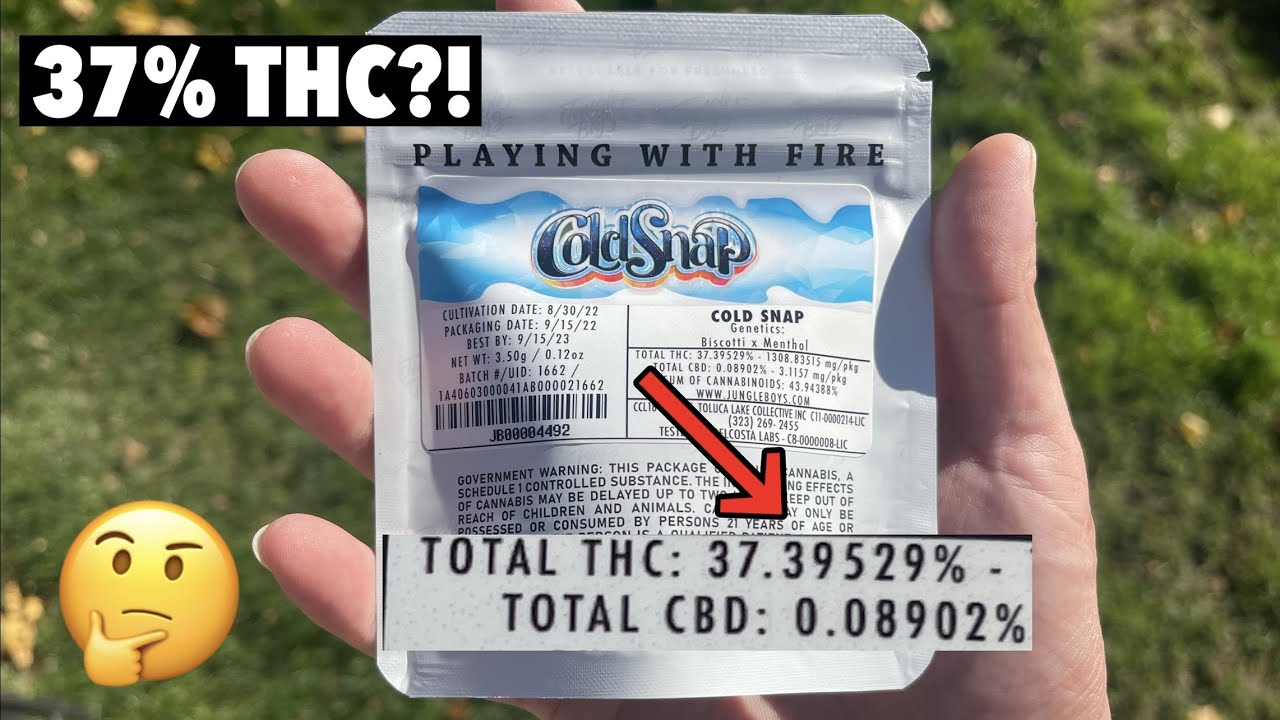 37% THC?!
PLAYING WITH FIRE
ColdSnap
CULTIVATION DATE: 8/30/22
PACKAGING DATE: 9/15/22
BEST BY: 9/15/23
NET WT: 3.50g / 0.12oz
BATCH #/UID: 1662 /
1A40603000041AB000021662
JB00004492
COLD SNAP
Genetics:
Biscotti x Menthol
TOTAL THC: 37.39529% - 1308.83515 mg/pkg
TOTAL CBD: 0.08902% - 3.1157 mg/pkg
OF CANNABINOIDS: 43.94388%
WWW.JUNGLEBOYS.COM
TOLUCA LAKE COLLECTIVE INC C11-0000214-LIC
(323) 269- 2455
LABS - C8-0000008-LIC
GOVERNMENT WARNING: THIS PACKAGE CANNABIS, A
SCHEDULE 1 CONTROLLED SUBSTANCE. THE EFFECTS
OF CANNABIS MAY BE DELAYED UP TO TWO KEEP OUT OF
REACH OF CHILDREN AND ANIMALS. MAY ONLY BE
POSSESSED OR CONSUMED BY PERSONS 21 YEARS OF AGE OR
TOTAL THC: 37.39529% -
TOTAL CBD: 0.08902%